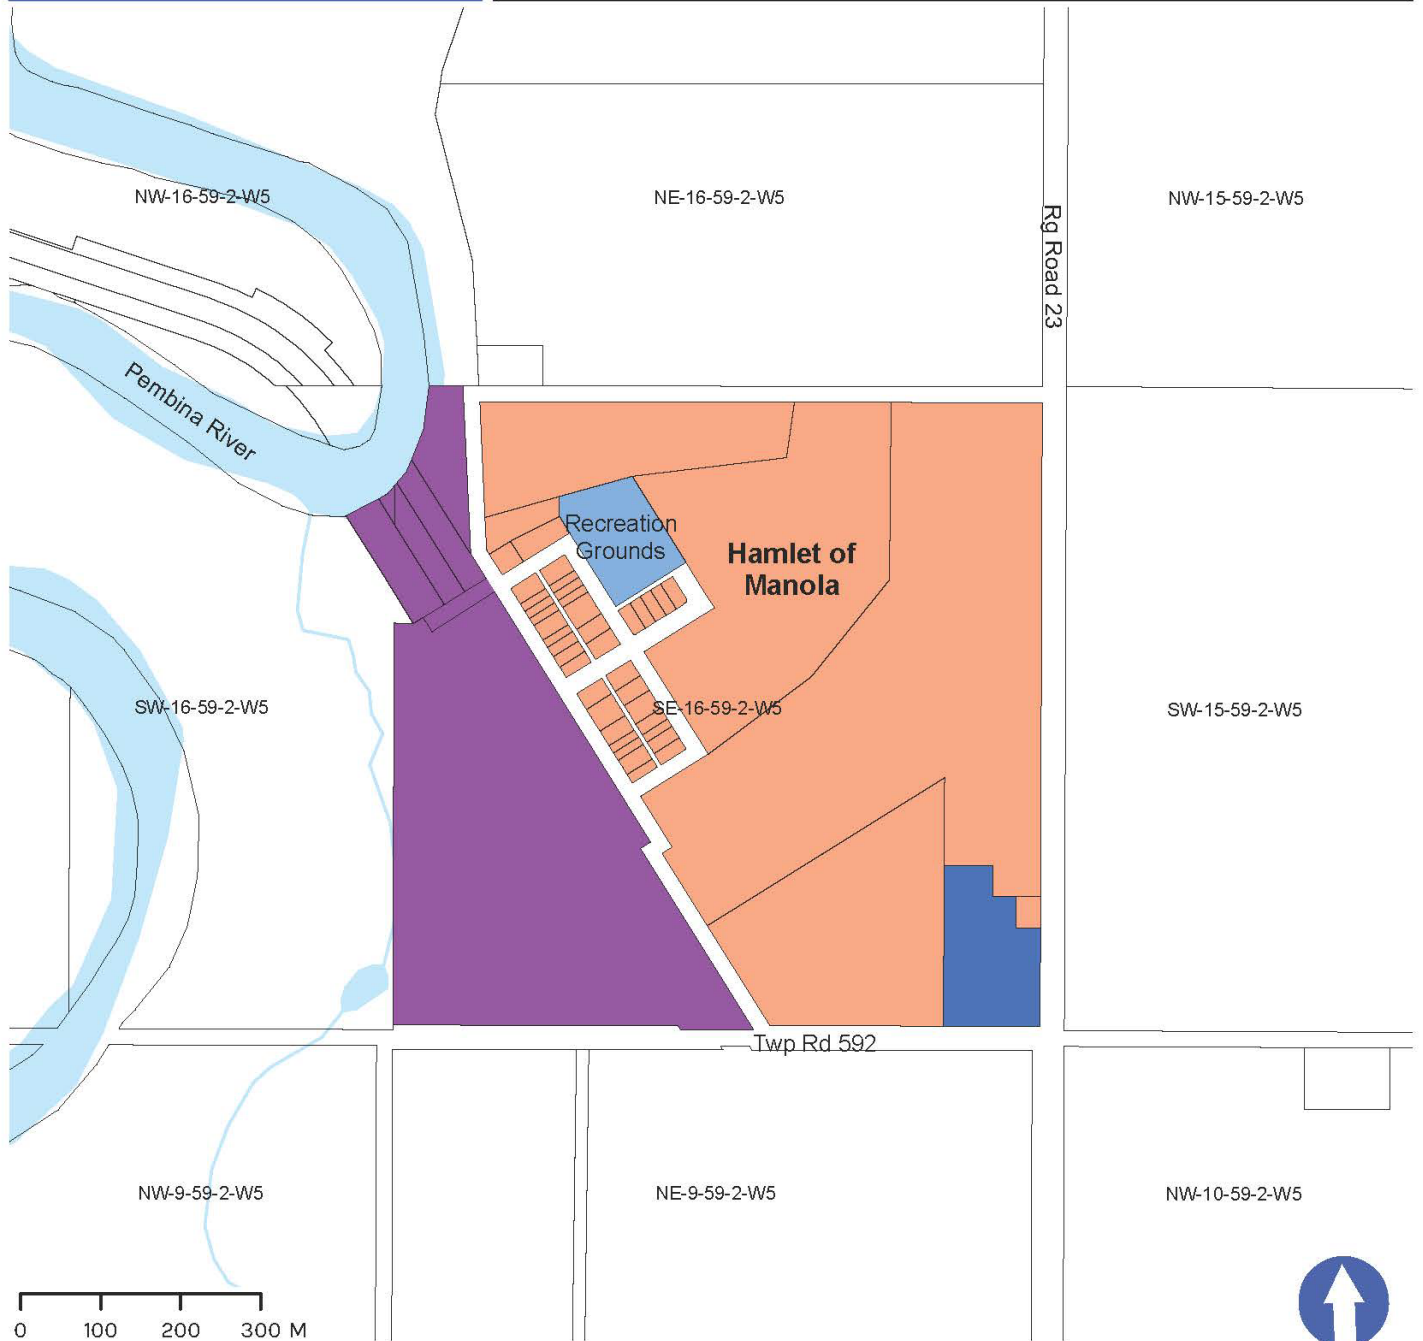 NW-16-59-2-W5
NE-16-59-2-W5
NW-15-59-2-W5
Rg Road 23
Pembina River
Recreation
Grounds
Hamlet of
Manola
SW-16-59-2-W5
SE-16-59-2-W5
SW-15-59-2-W5
Twp Rd 592
NW-9-59-2-W5
NE-9-59-2-W5
NW-10-59-2-W5
0 100 200 300 M